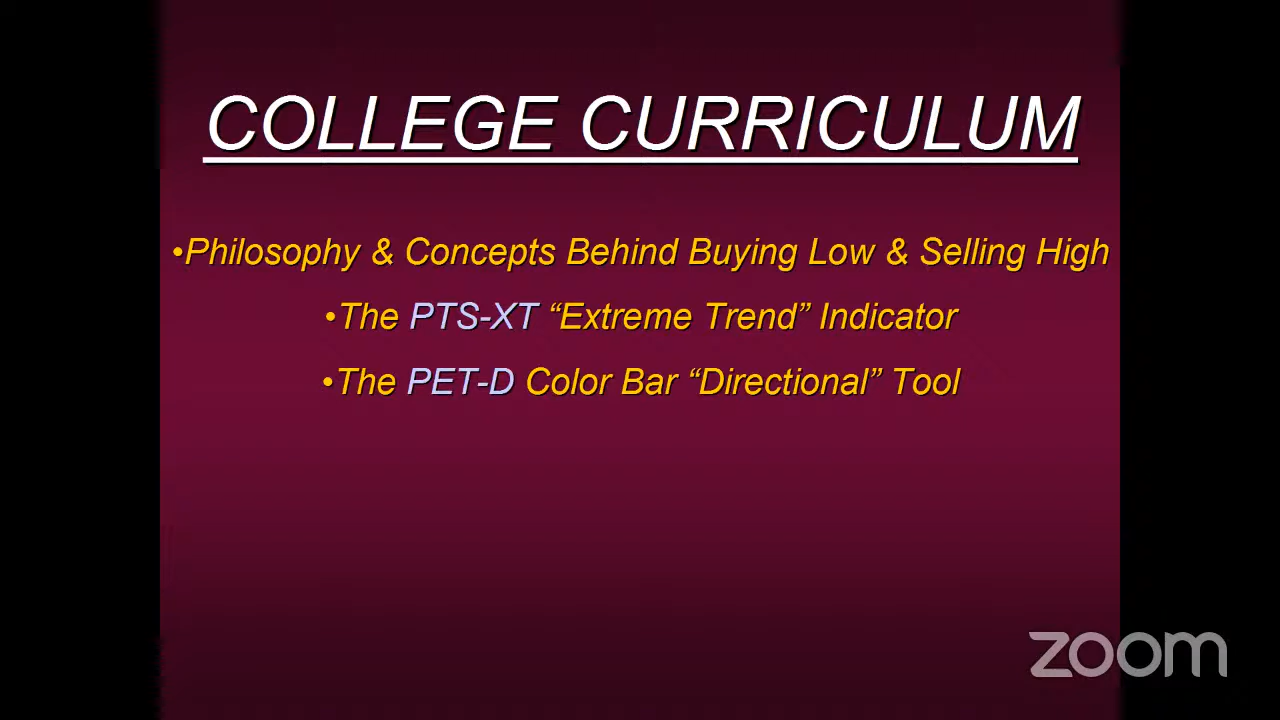 COLLEGE CURRICULUM
•Philosophy & Concepts Behind Buying Low & Selling High
•The PTS-XT “Extreme Trend” Indicator
•The PET-D Color Bar “Directional” Tool
zoom